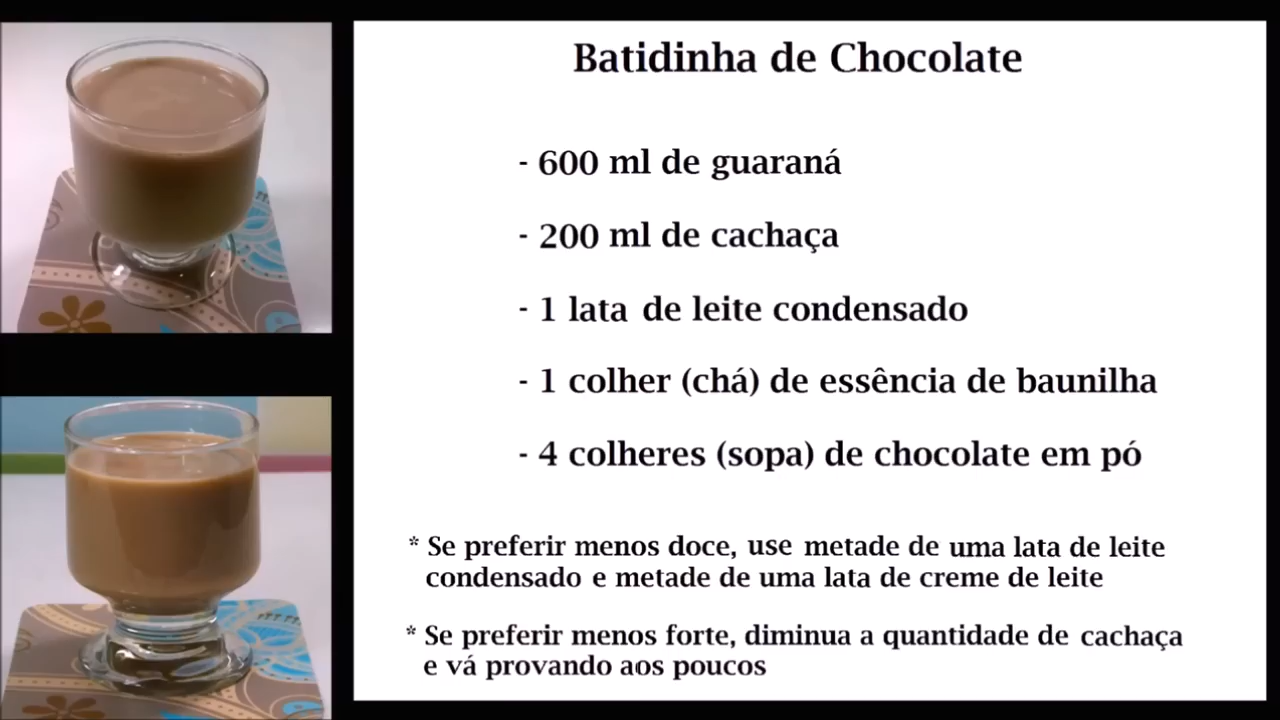 Batidinha de Chocolate
- 600 ml de guaraná
- 200 ml de cachaça
- 1 lata de leite condensado
- 1 colher (chá) de essência de baunilha
- 4 colheres (sopa) de chocolate em pó
* Se preferir menos doce, use metade de uma lata de leite
condensado e metade de uma lata de creme de leite
* Se preferir menos forte, diminua a quantidade de cachaça
e vá provando aos poucos